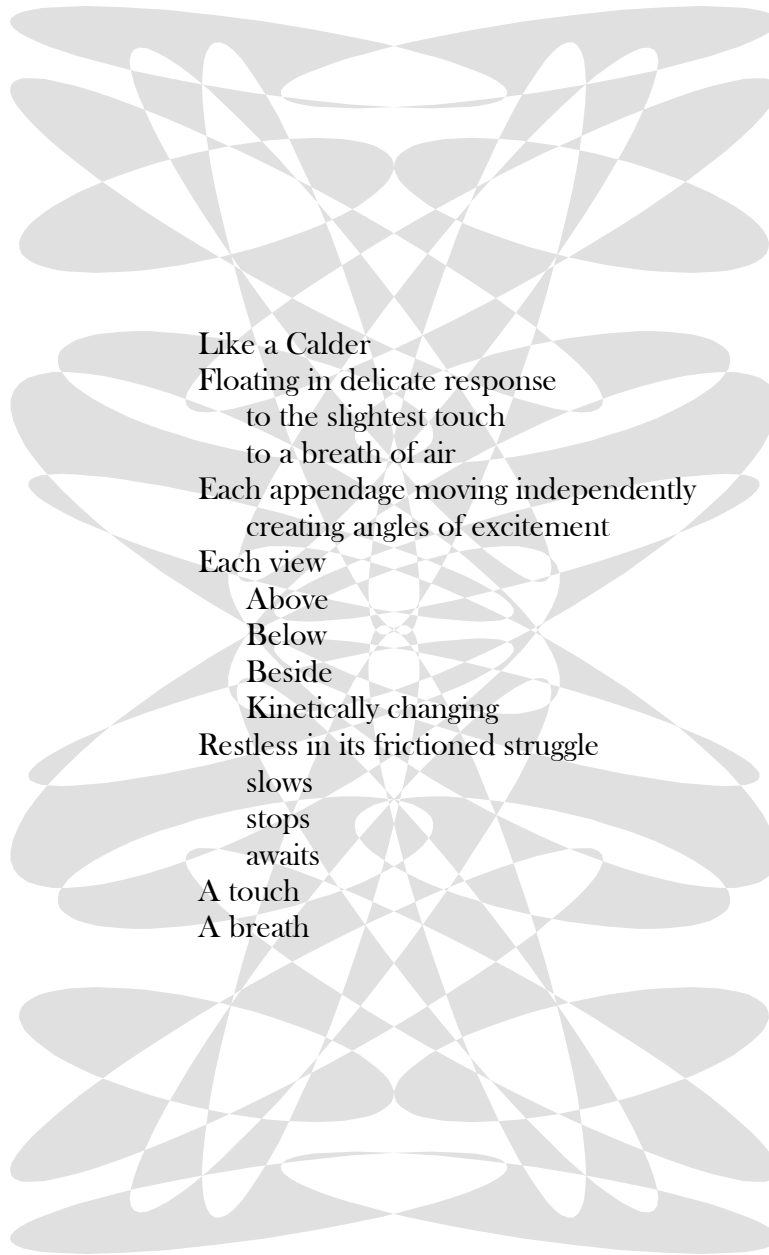 Like a Calder
Floating in delicate response
to the slightest touch
to a breath of air
Each appendage moving independently
creating angles of excitement
Each view
Above
Below
Beside
Kinetically changing
Restless in its frictioned struggle
slows
stops
awaits
A touch
A breath